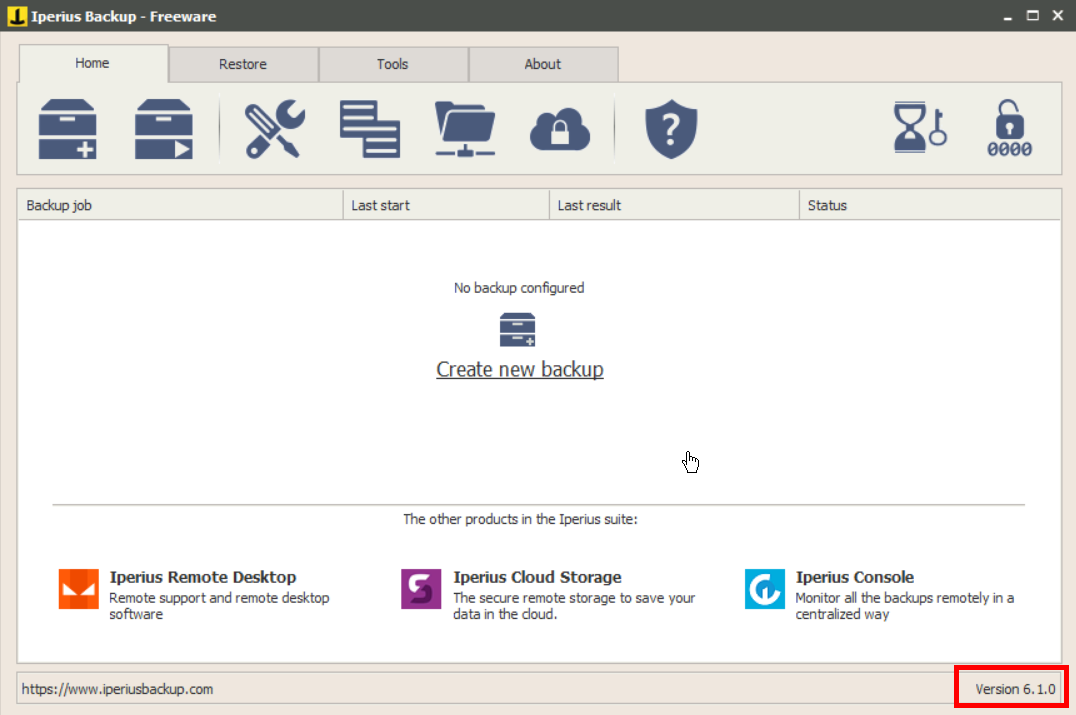 Iperius Backup - Freeware
Home
Restore
Tools
About
?
0000
Backup job
Last start
Last result
Status
No backup configured
Create new backup
The other products in the Iperius suite:
Iperius Remote Desktop
Remote support and remote desktop
software
Iperius Cloud Storage
The secure remote storage to save your
data in the cloud.
Iperius Console
Monitor all the backups remotely in a
centralized way
https://www.iperiusbackup.com
Version 6.1.0